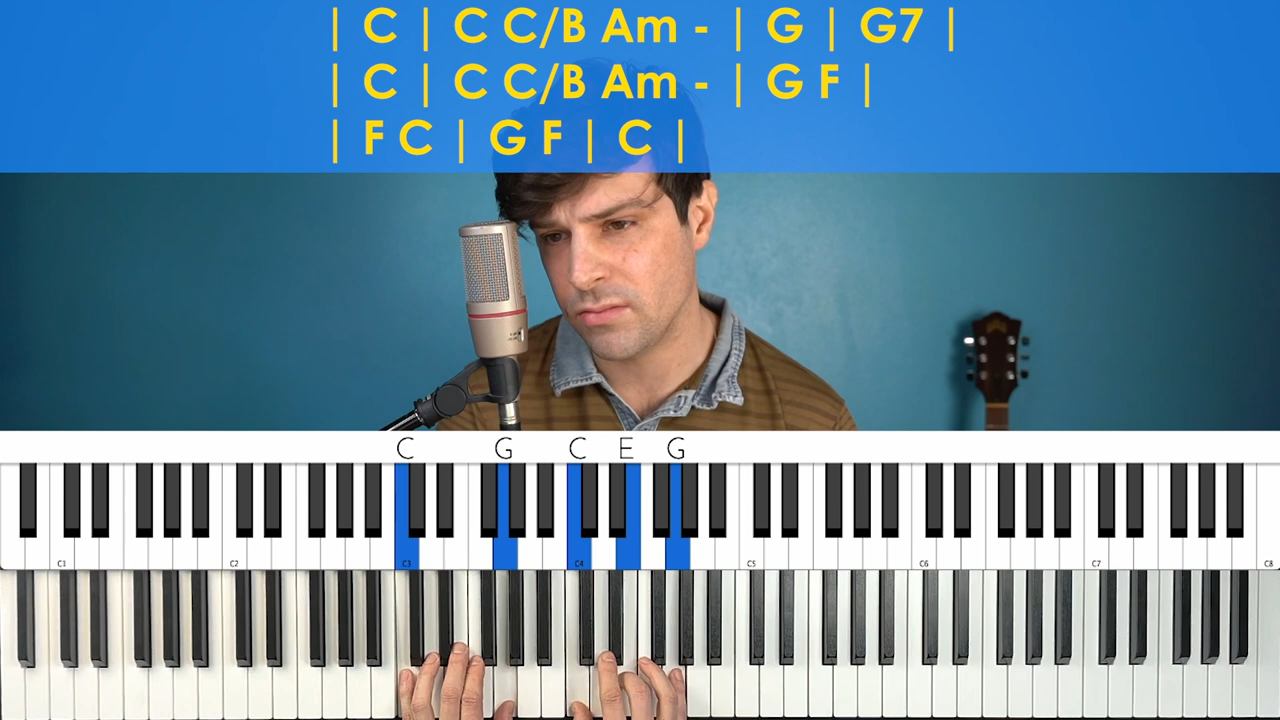 | C | C C/B Am - | G | G7 |
| C | C C/B Am - | G F |
| F C | G F | C |
C G C E G
C1 C2 C3 C4 C5 C6 C7 C8